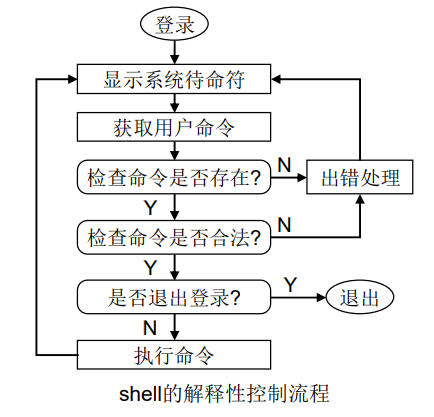 登录
显示系统待命符
获取用户命令
检查命令是否存在?
N
出错处理
Y
检查命令是否合法?
N
Y
是否退出登录?
Y
退出
N
执行命令
shell的解释性控制流程